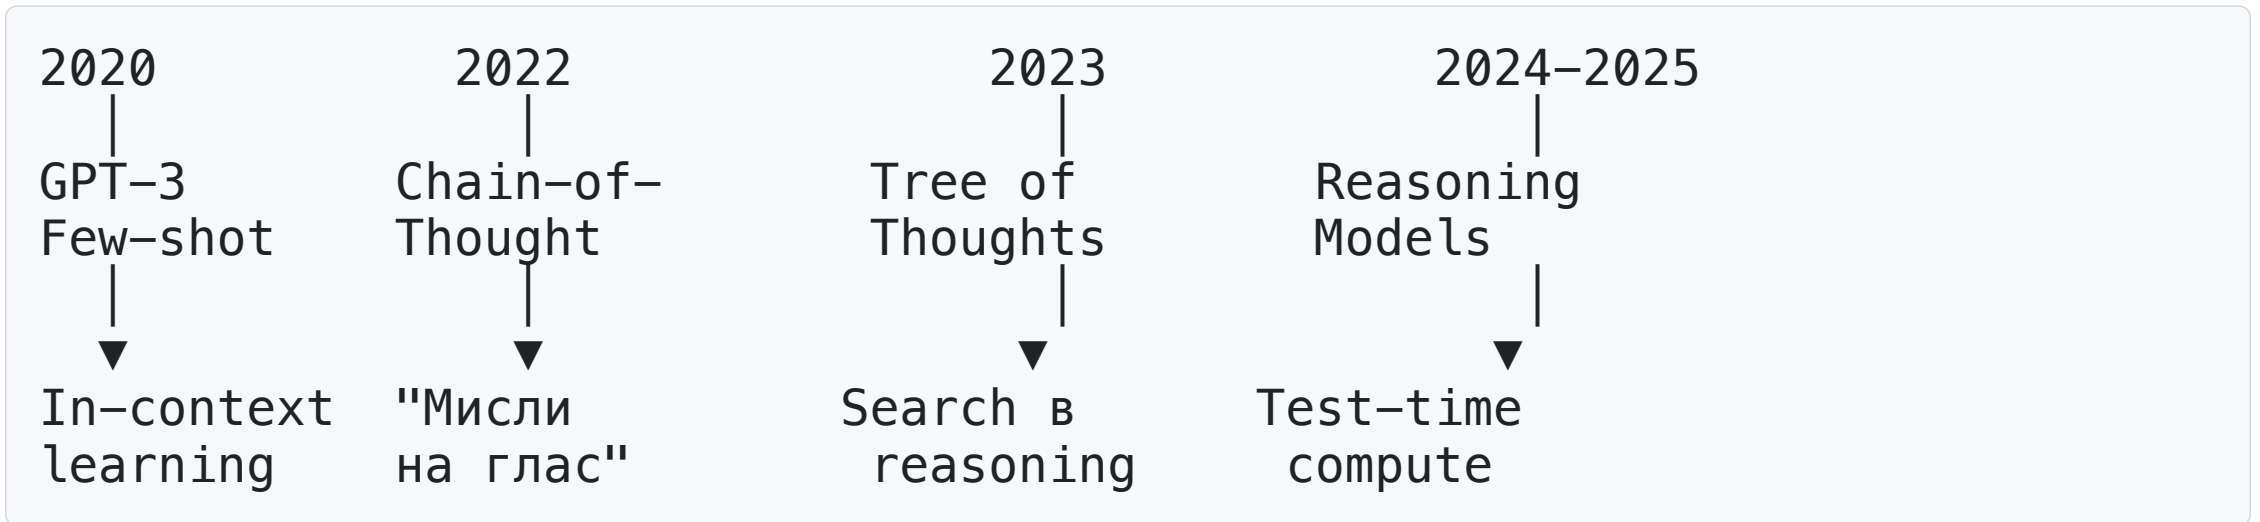 2020 2022 2023 2024–2025
GPT–3 Chain–of– Tree of Reasoning
Few–shot Thought Thoughts Models
In–context "Мисли Search в Test–time
learning на глас" reasoning compute